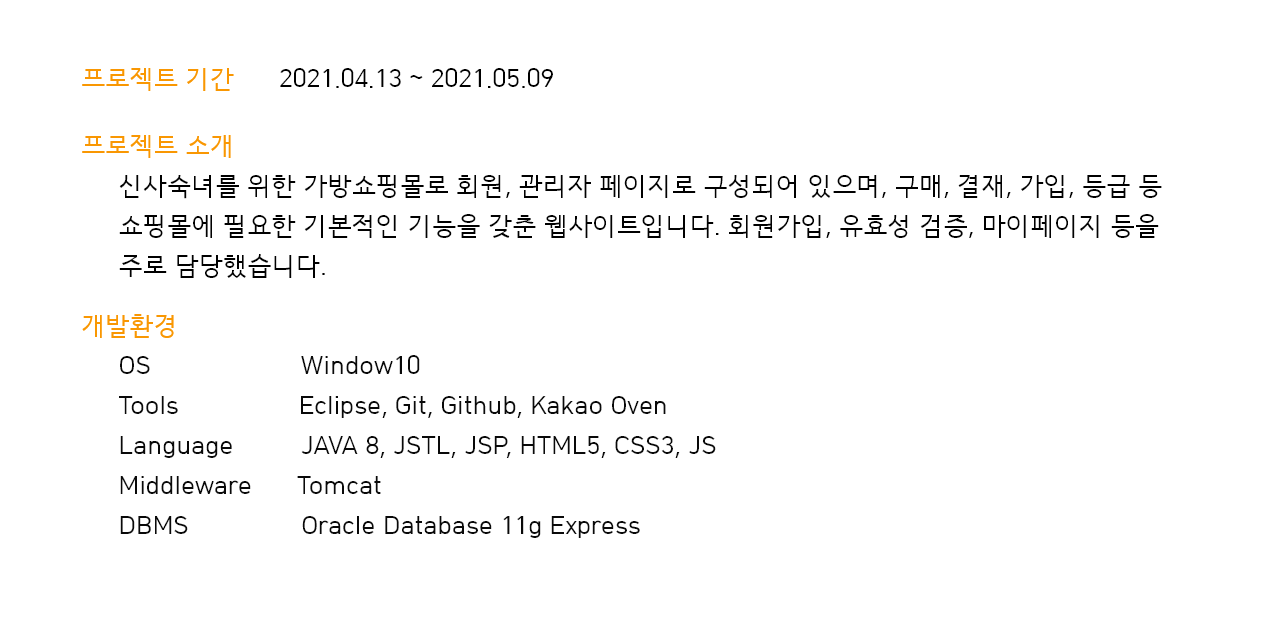 프로젝트 기간 2021.04.13 ~ 2021.05.09
프로젝트 소개
신사숙녀를 위한 가방쇼핑몰로 회원, 관리자 페이지로 구성되어 있으며, 구매, 결재, 가입, 등급 등
쇼핑몰에 필요한 기본적인 기능을 갖춘 웹사이트입니다. 회원가입, 유효성 검증, 마이페이지 등을
주로 담당했습니다.
개발환경
OS Window10
Tools Eclipse, Git, Github, Kakao Oven
Language JAVA 8, JSTL, JSP, HTML5, CSS3, JS
Middleware Tomcat
DBMS Oracle Database 11g Express